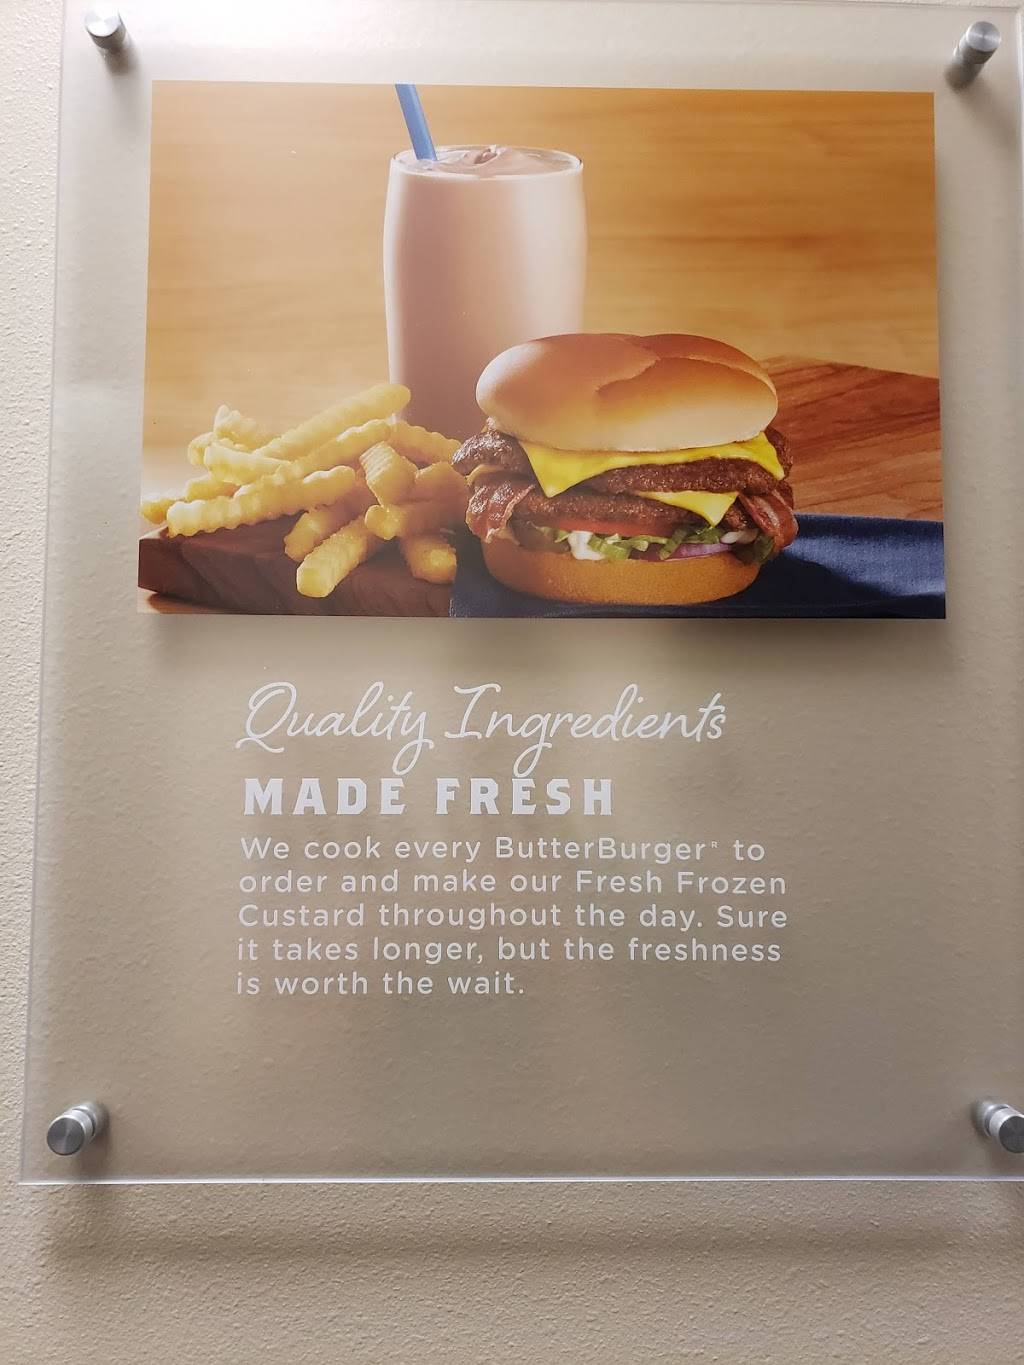 Quality Ingredients
MADE FRESH
We cook every ButterBurger® to
order and make our Fresh Frozen
Custard throughout the day. Sure
it takes longer, but the freshness
is worth the wait.